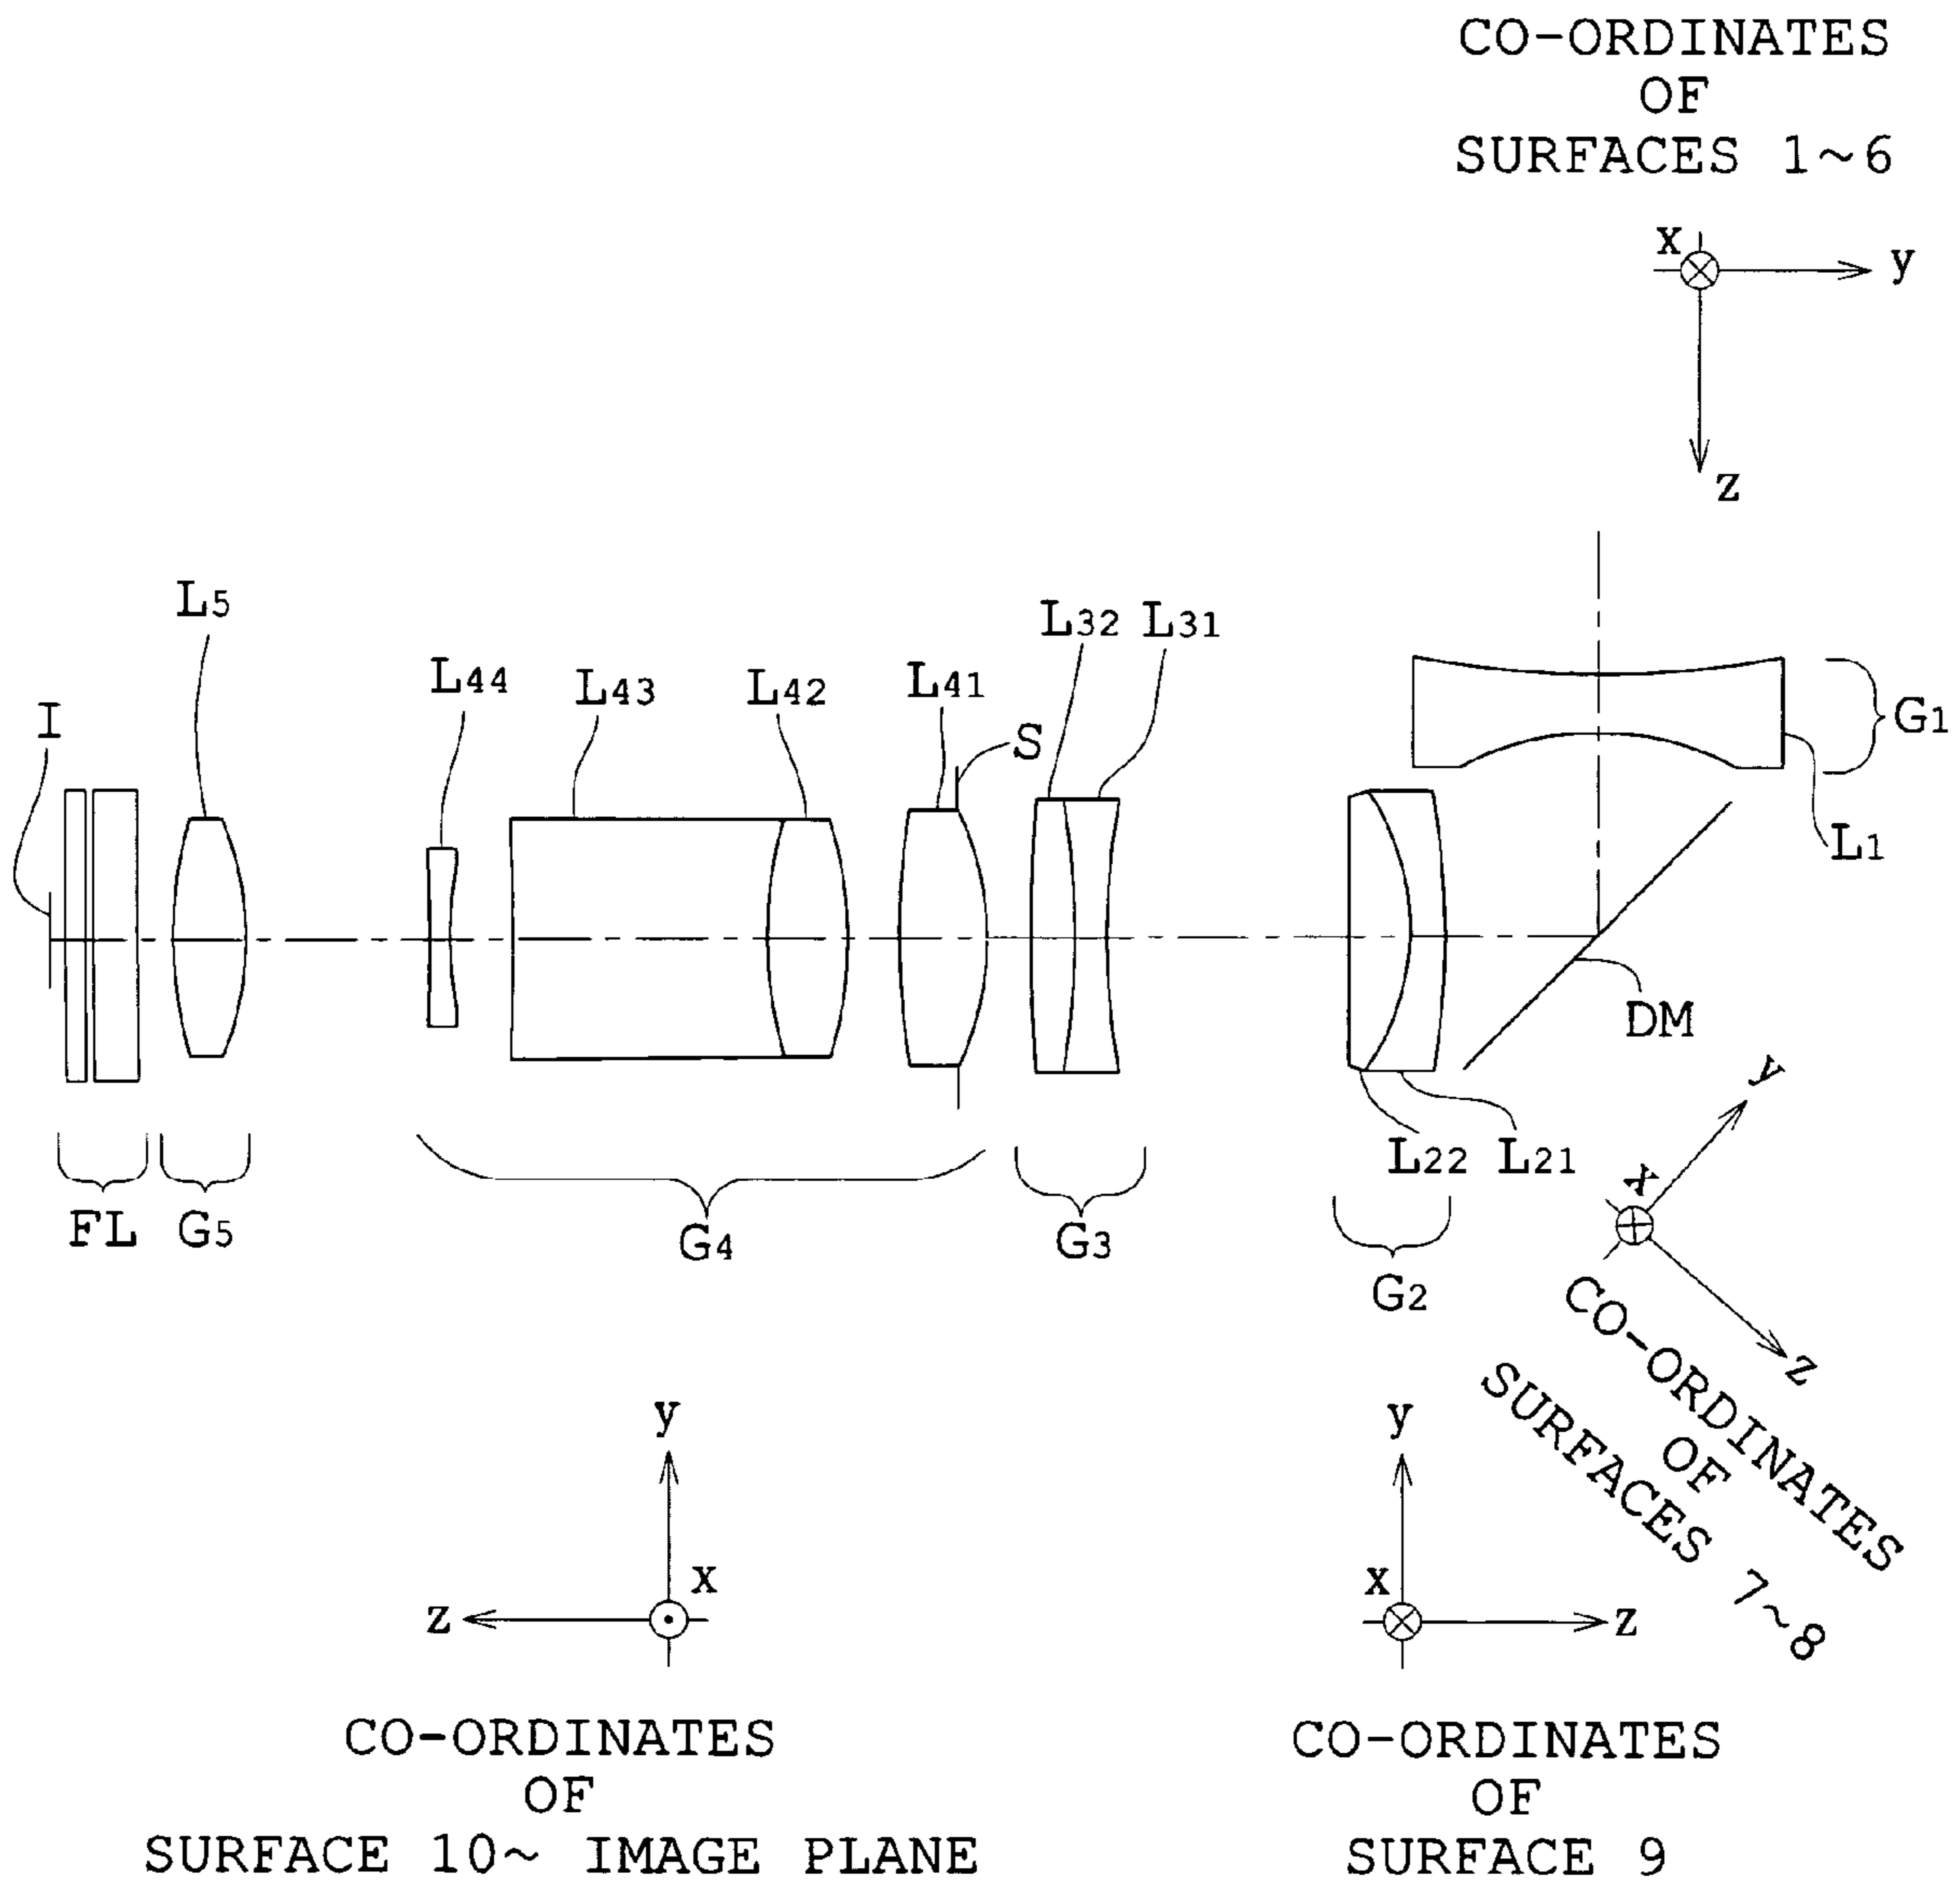 CO-ORDINATES
OF
SURFACES 1~6
x
y
z
L5
L32
L31
L44
L43
L42
L41
I
S
G1
L1
DM
y
L22
L21
x
FL
G5
G4
G3
G2
z
CO-ORDINATES
OF
SURFACES 7~8
y
x
z
y
x
z
CO-ORDINATES
OF
SURFACE 10~ IMAGE PLANE
CO-ORDINATES
OF
SURFACE 9